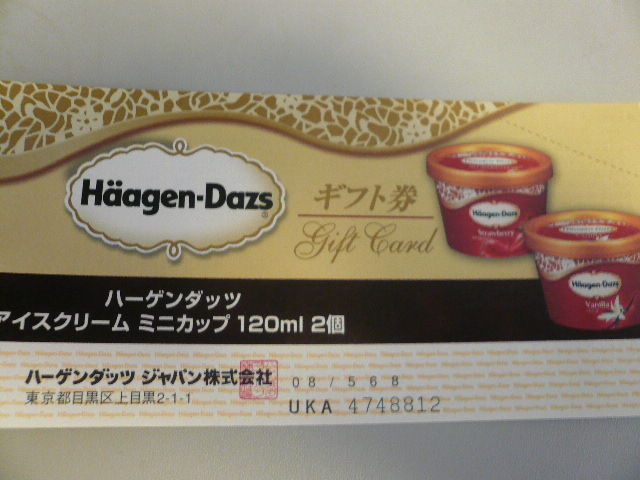 Häagen-Dazs
ギフト券
Gift Card
Häagen-Dazs
Strawberry
Häagen-Dazs
Vanilla
ハーゲンダッツ
アイスクリーム ミニカップ 120ml 2個
ハーゲンダッツ ジャパン株式会社
東京都目黒区上目黒2-1-1
08/568
UKA 4748812